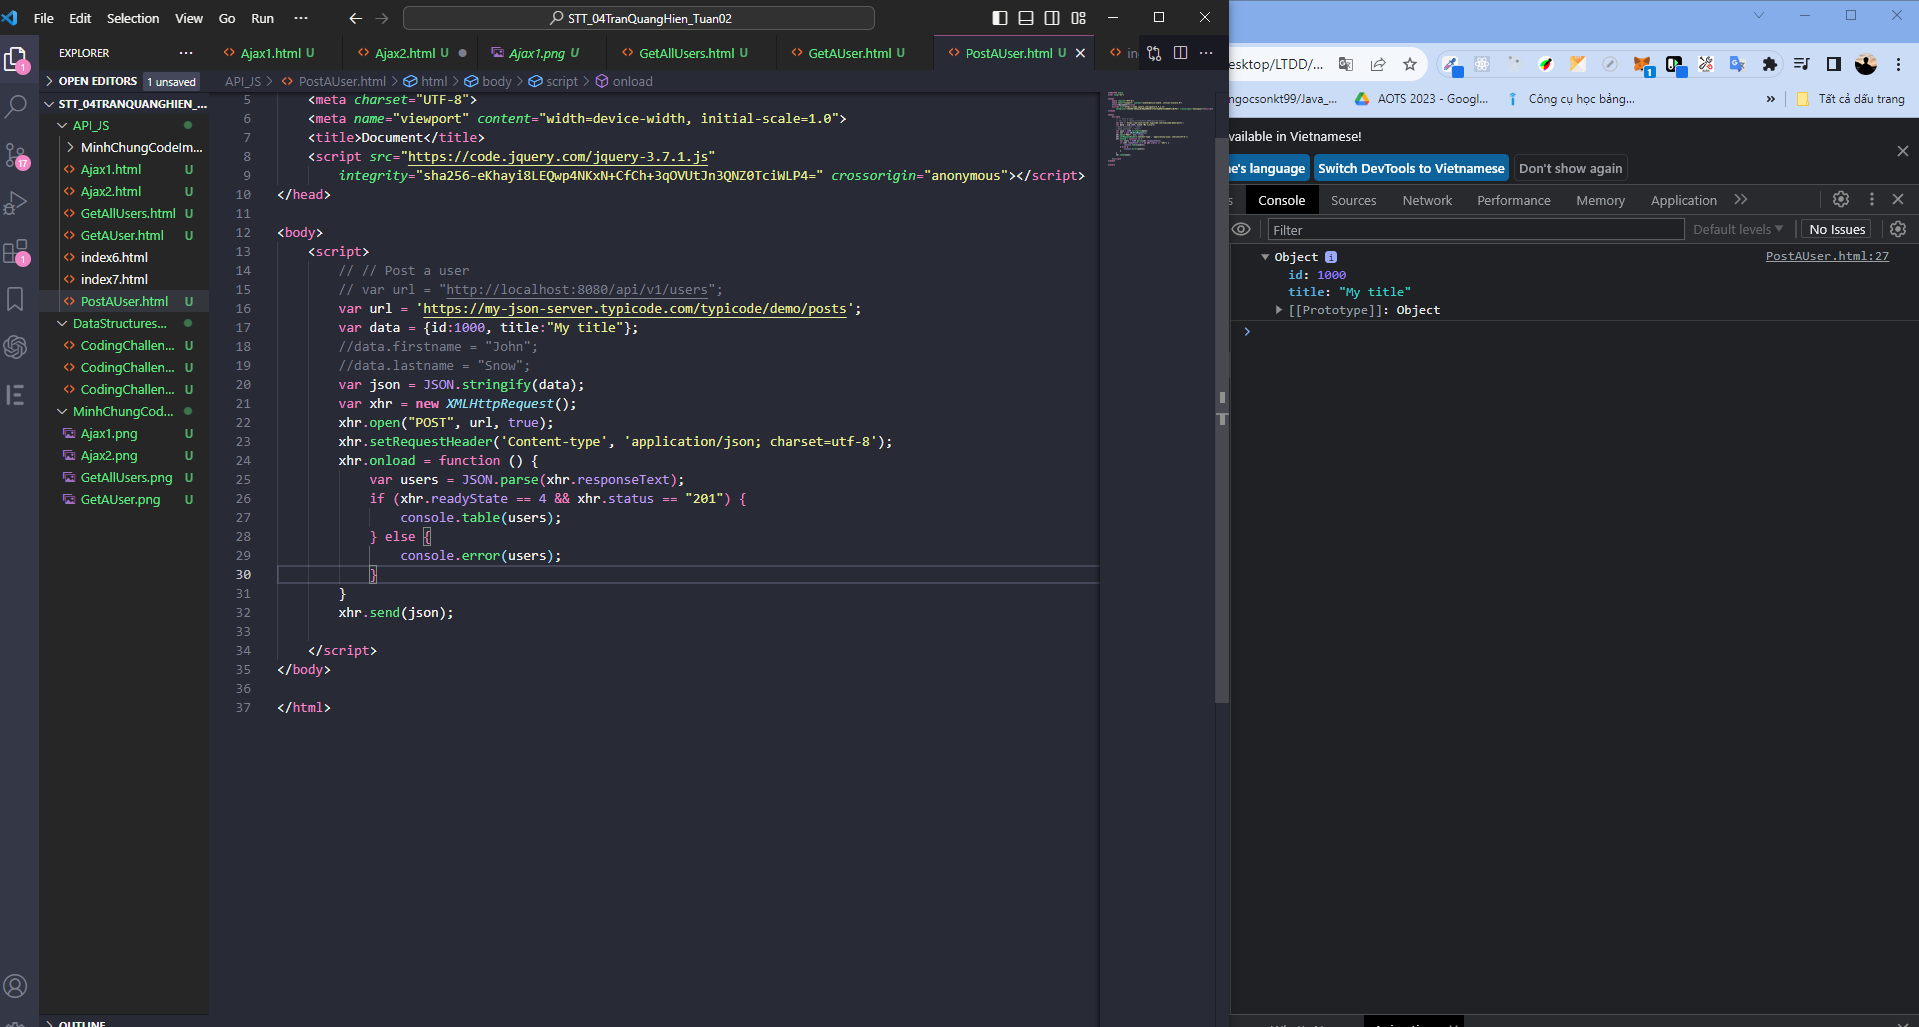 File Edit Selection View Go Run ··· STT_04TranQuangHien_Tuan02
EXPLORER ···
OPEN EDITORS 1 unsaved
STT_04TRANQUANGHIEN_...
API_JS
MinhChungCodeIm...
Ajax1.html U
Ajax2.html U
GetAllUsers.html U
GetAUser.html U
index6.html
index7.html
PostAUser.html U
DataStructures...
CodingChallen... U
CodingChallen... U
CodingChallen... U
MinhChungCod...
Ajax1.png U
Ajax2.png U
GetAllUsers.png U
GetAUser.png U
OUTLINE
1
17
1
Ajax1.html U Ajax2.html U Ajax1.png U GetAllUsers.html U GetAUser.html U PostAUser.html U in
API_JS > PostAUser.html > html > body > script > onload
5 <meta charset="UTF-8">
6 <meta name="viewport" content="width=device-width, initial-scale=1.0">
7 <title>Document</title>
8 <script src="https://code.jquery.com/jquery-3.7.1.js"
9 integrity="sha256-eKhayi8LEQwp4NKxN+CfCh+3qOVUtJn3QNZ0TciWLP4=" crossorigin="anonymous"></script>
10 </head>
11
12 <body>
13 <script>
14 // // Post a user
15 // var url = "http://localhost:8080/api/v1/users";
16 var url = 'https://my-json-server.typicode.com/typicode/demo/posts';
17 var data = {id:1000, title:"My title"};
18 //data.firstname = "John";
19 //data.lastname = "Snow";
20 var json = JSON.stringify(data);
21 var xhr = new XMLHttpRequest();
22 xhr.open("POST", url, true);
23 xhr.setRequestHeader('Content-type', 'application/json; charset=utf-8');
24 xhr.onload = function () {
25 var users = JSON.parse(xhr.responseText);
26 if (xhr.readyState == 4 && xhr.status == "201") {
27 console.table(users);
28 } else {
29 console.error(users);
30 }
31 }
32 xhr.send(json);
33
34 </script>
35 </body>
36
37 </html>
esktop/LTDD/...
1
ngocsonkt99/Java_... AOTS 2023 - Googl... Công cụ học bảng... » Tất cả dấu trang
vailable in Vietnamese!
e's language Switch DevTools to Vietnamese Don't show again
s Console Sources Network Performance Memory Application
Filter Default levels No Issues
Object i PostAUser.html:27
id: 1000
title: "My title"
[[Prototype]]: Object